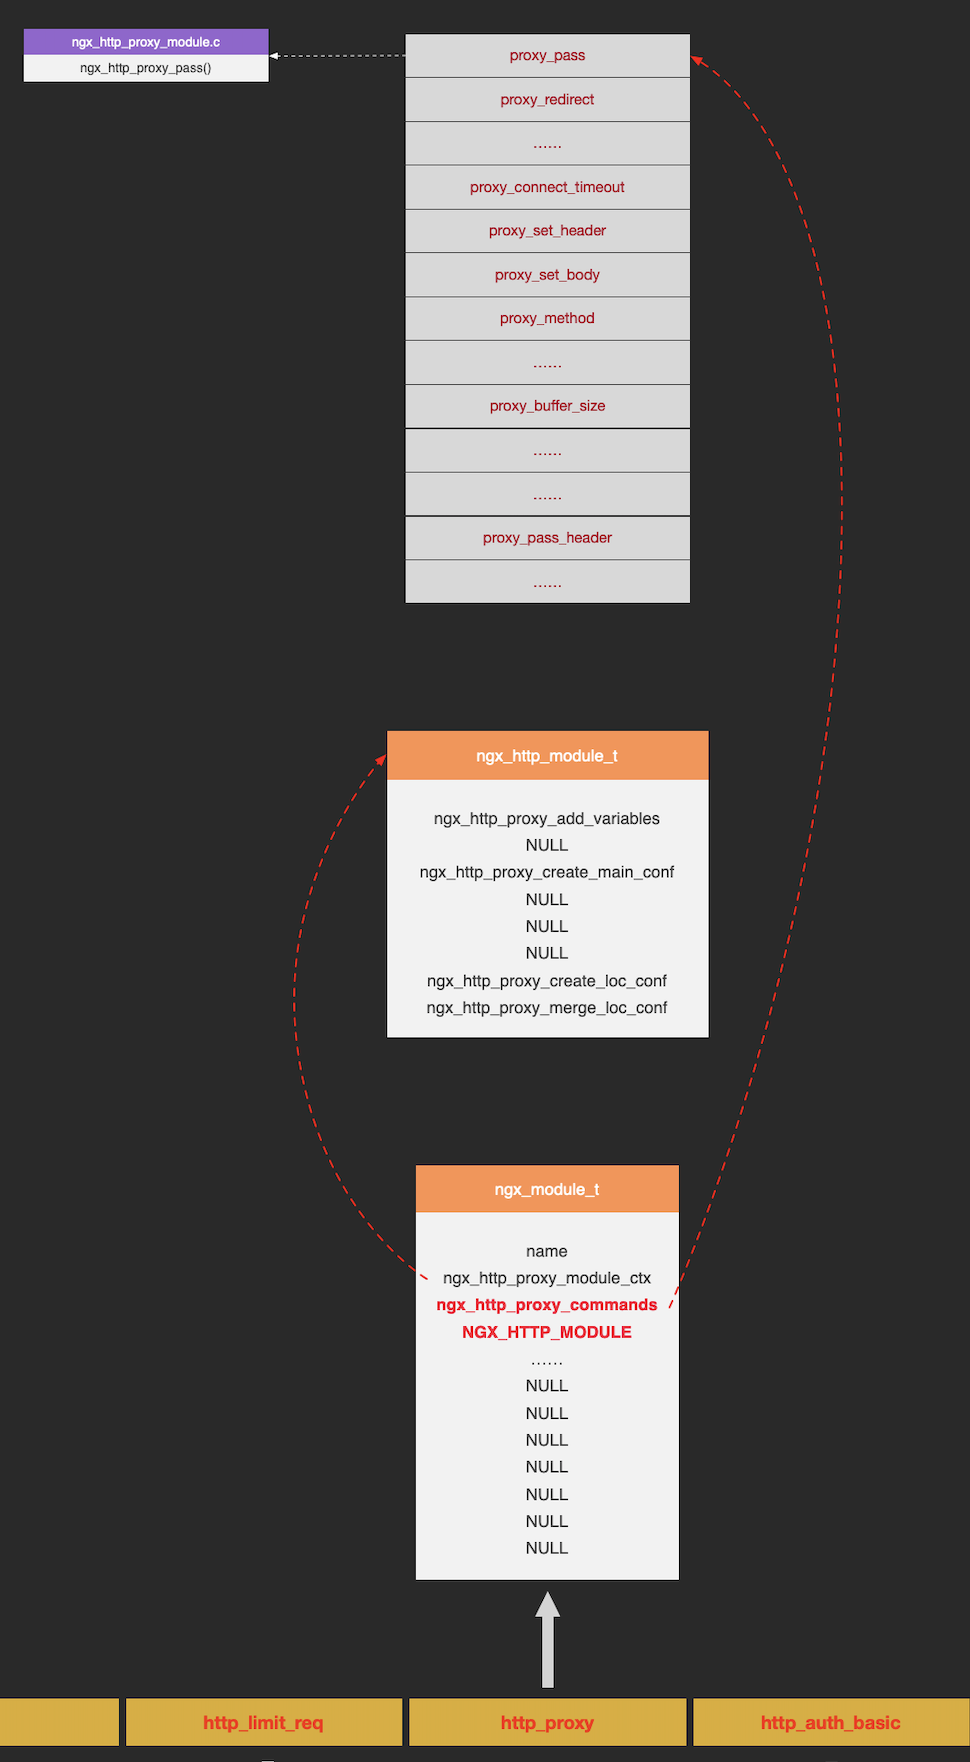 ngx_http_proxy_module.c
ngx_http_proxy_pass()
proxy_pass
proxy_redirect
......
proxy_connect_timeout
proxy_set_header
proxy_set_body
proxy_method
......
proxy_buffer_size
......
......
proxy_pass_header
......
ngx_http_module_t
ngx_http_proxy_add_variables
NULL
ngx_http_proxy_create_main_conf
NULL
NULL
NULL
ngx_http_proxy_create_loc_conf
ngx_http_proxy_merge_loc_conf
ngx_module_t
name
ngx_http_proxy_module_ctx
ngx_http_proxy_commands
NGX_HTTP_MODULE
......
NULL
NULL
NULL
NULL
NULL
NULL
NULL
http_limit_req
http_proxy
http_auth_basic